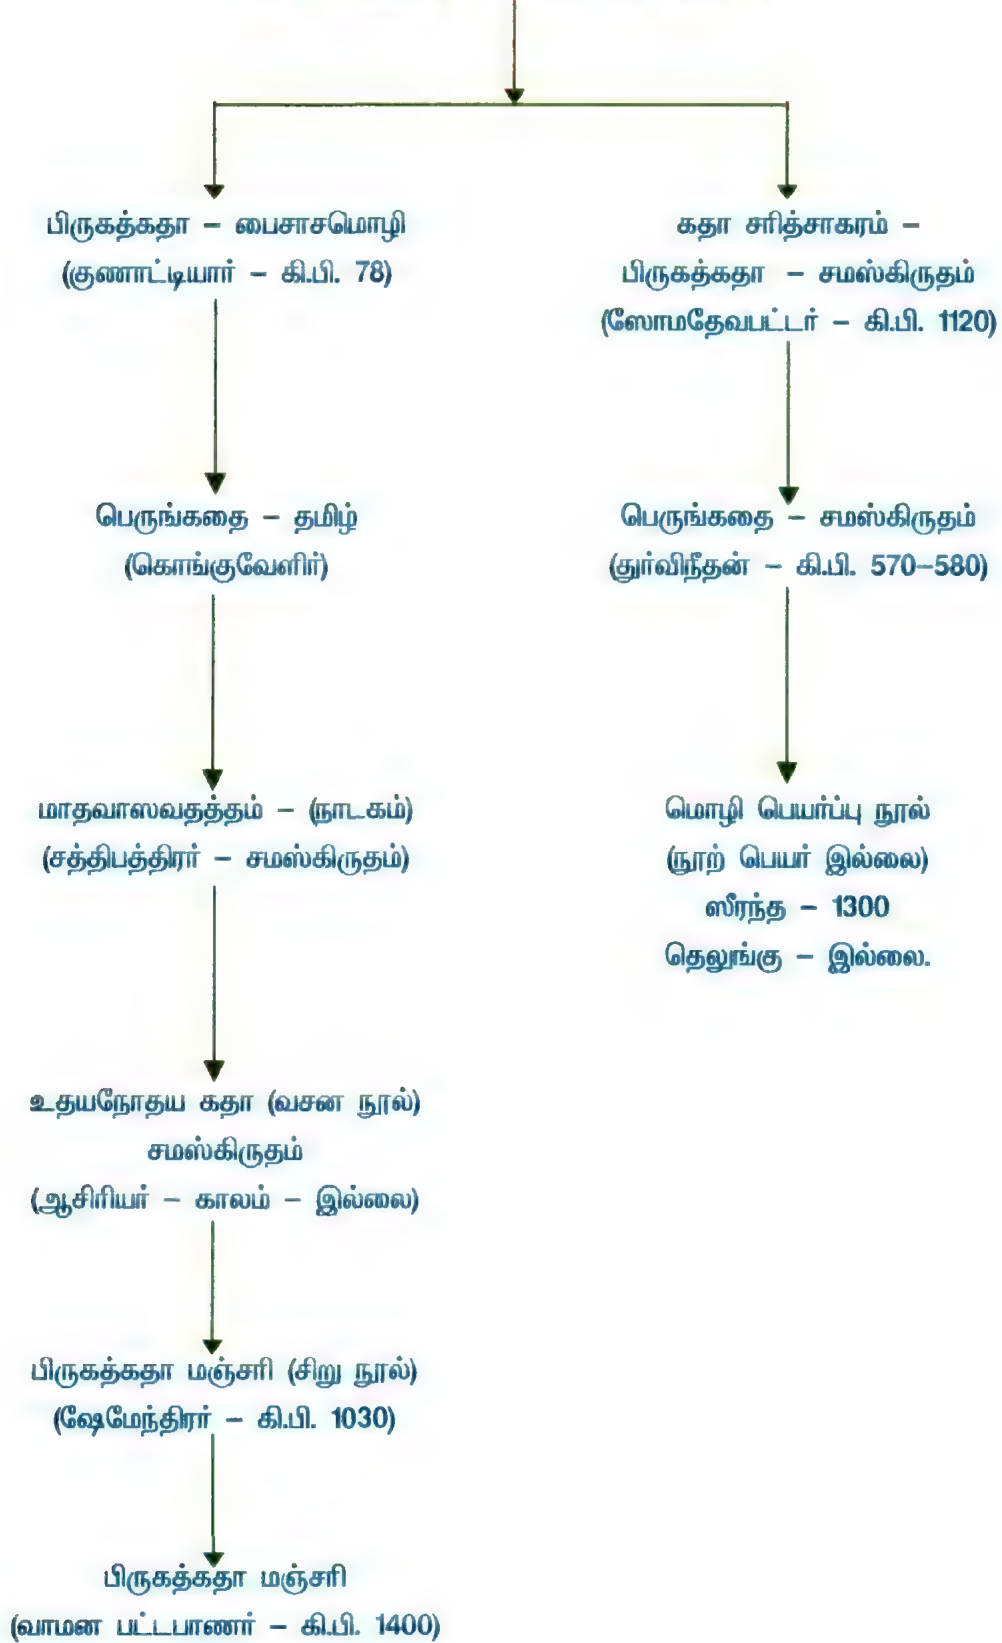 பிருகத்கதா – பைசாசமொழி
(குணாட்டியார் – கி.பி. 78)
பெருங்கதை – தமிழ்
(கொங்குவேளிர்)
மாதவாஸவதத்தம் – (நாடகம்)
(சத்திபத்திரர் – சமஸ்கிருதம்)
உதயநோதய கதா (வசன நூல்)
சமஸ்கிருதம்
(ஆசிரியர் – காலம் – இல்லை)
பிருகத்கதா மஞ்சரி (சிறு நூல்)
(ஷேமேந்திரர் – கி.பி. 1030)
பிருகத்கதா மஞ்சரி
(வாமன பட்டபாணர் – கி.பி. 1400)
கதா சரித்சாகரம் –
பிருகத்கதா – சமஸ்கிருதம்
(ஸோமதேவபட்டர் – கி.பி. 1120)
பெருங்கதை – சமஸ்கிருதம்
(துர்விநீதன் – கி.பி. 570–580)
மொழி பெயர்ப்பு நூல்
(நூற் பெயர் இல்லை)
ஸீரந்த – 1300
தெலுங்கு – இல்லை.